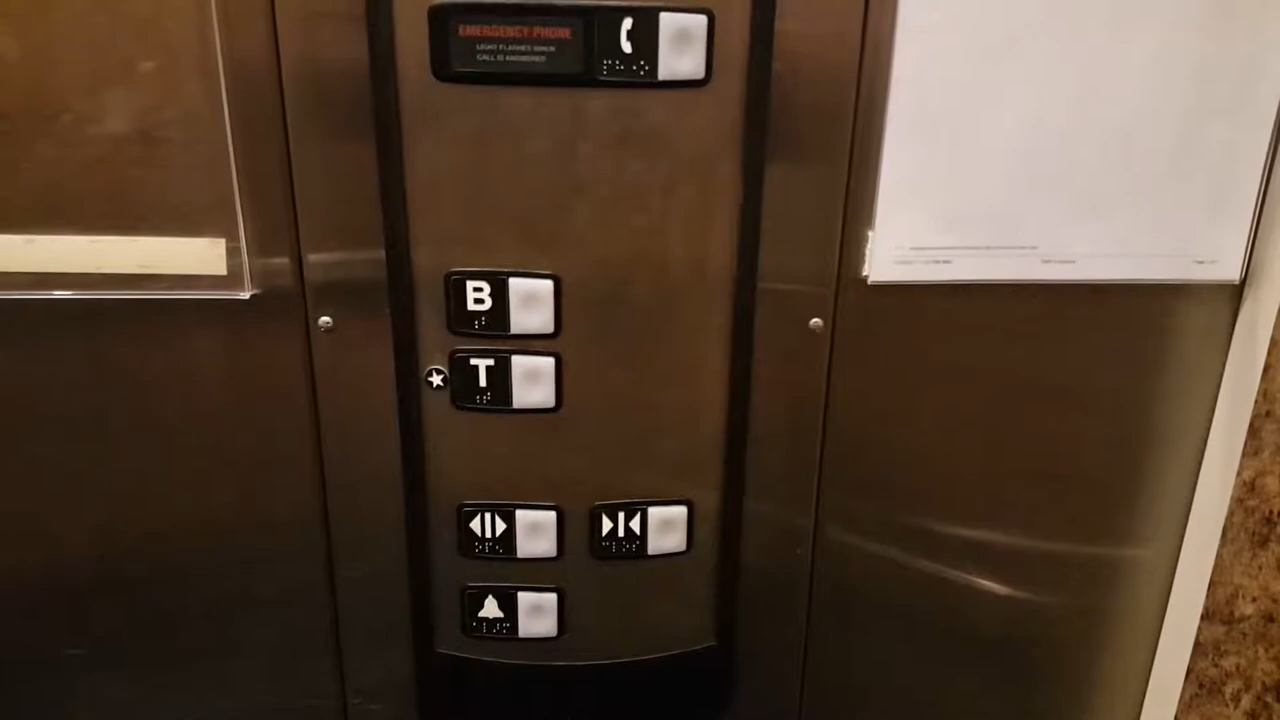 EMERGENCY PHONE
LIGHT FLASHES WHEN
CALL IS ANSWERED
B
T